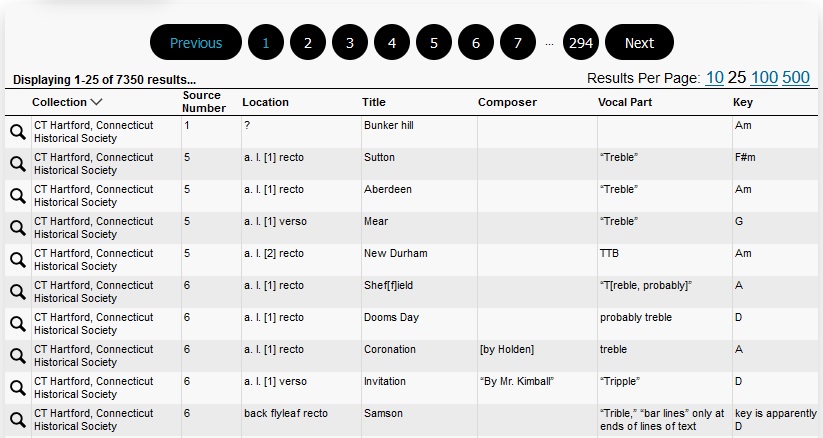 Previous 1 2 3 4 5 6 7 ... 294 Next
Displaying 1-25 of 7350 results...
Results Per Page: 10 25 100 500
Collection Source Number Location Title Composer Vocal Part Key
CT Hartford, Connecticut Historical Society 1 ? Bunker hill Am
CT Hartford, Connecticut Historical Society 5 a. l. [1] recto Sutton “Treble” F#m
CT Hartford, Connecticut Historical Society 5 a. l. [1] recto Aberdeen “Treble” Am
CT Hartford, Connecticut Historical Society 5 a. l. [1] verso Mear “Treble” G
CT Hartford, Connecticut Historical Society 5 a. l. [2] recto New Durham TTB Am
CT Hartford, Connecticut Historical Society 6 a. l. [1] recto Shef[f]ield “T[reble, probably]” A
CT Hartford, Connecticut Historical Society 6 a. l. [1] recto Dooms Day probably treble D
CT Hartford, Connecticut Historical Society 6 a. l. [1] recto Coronation [by Holden] treble A
CT Hartford, Connecticut Historical Society 6 a. l. [1] verso Invitation “By Mr. Kimball” “Tripple” D
CT Hartford, Connecticut Historical Society 6 back flyleaf recto Samson “Trible,” “bar lines” only at ends of lines of text key is apparently D